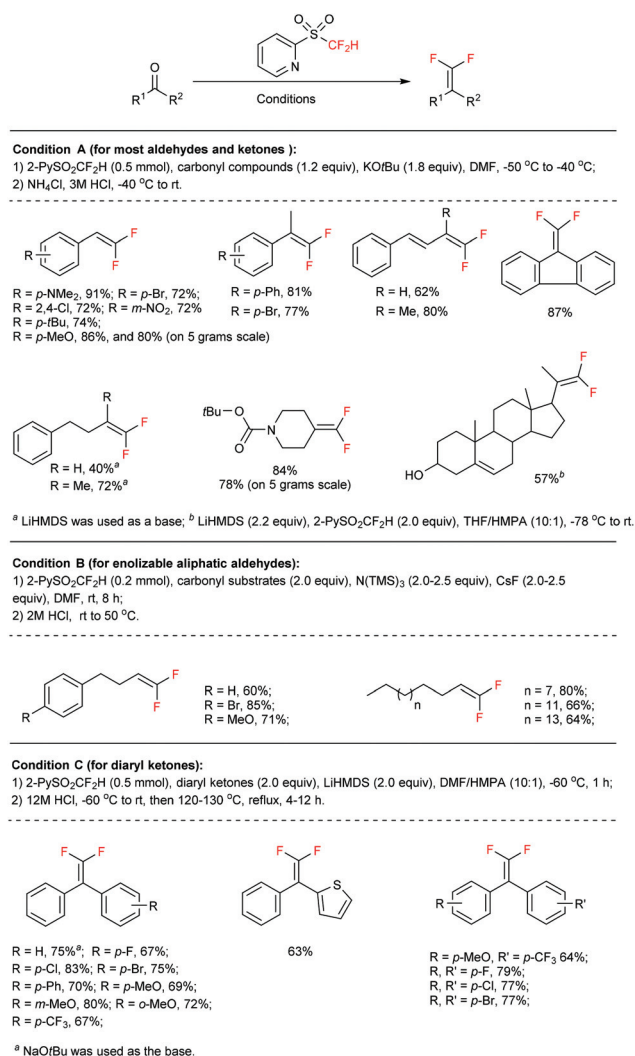 O
R1
R2
O
O
S
CF2H
N
Conditions
F
F
R1
R2
Condition A (for most aldehydes and ketones ):
1) 2-PySO2CF2H (0.5 mmol), carbonyl compounds (1.2 equiv), KOtBu (1.8 equiv), DMF, -50 °C to -40 °C;
2) NH4Cl, 3M HCl, -40 °C to rt.
R
F
F
R = p-NMe2, 91%; R = p-Br, 72%;
R = 2,4-Cl, 72%; R = m-NO2, 72%
R = p-tBu, 74%;
R = p-MeO, 86%, and 80% (on 5 grams scale)
R
F
F
R = p-Ph, 81%
R = p-Br, 77%
R
F
F
R = H, 62%
R = Me, 80%
F
F
87%
R
F
F
R = H, 40%a
R = Me, 72%a
tBu
O
O
N
F
F
84%
78% (on 5 grams scale)
F
F
HO
57%b
a LiHMDS was used as a base; b LiHMDS (2.2 equiv), 2-PySO2CF2H (2.0 equiv), THF/HMPA (10:1), -78 °C to rt.
Condition B (for enolizable aliphatic aldehydes):
1) 2-PySO2CF2H (0.2 mmol), carbonyl substrates (2.0 equiv), N(TMS)3 (2.0-2.5 equiv), CsF (2.0-2.5
equiv), DMF, rt, 8 h;
2) 2M HCl, rt to 50 °C.
R
F
F
R = H, 60%;
R = Br, 85%;
R = MeO, 71%;
n
F
F
n = 7, 80%;
n = 11, 66%;
n = 13, 64%;
Condition C (for diaryl ketones):
1) 2-PySO2CF2H (0.5 mmol), diaryl ketones (2.0 equiv), LiHMDS (2.0 equiv), DMF/HMPA (10:1), -60 °C, 1 h;
2) 12M HCl, -60 °C to rt, then 120-130 °C, reflux, 4-12 h.
F
F
R
R = H, 75%a; R = p-F, 67%;
R = p-Cl, 83%; R = p-Br, 75%;
R = p-Ph, 70%; R = p-MeO, 69%;
R = m-MeO, 80%; R = o-MeO, 72%;
R = p-CF3, 67%;
F
F
S
63%
F
F
R
R'
R = p-MeO, R' = p-CF3 64%;
R, R' = p-F, 79%;
R, R' = p-Cl, 77%;
R, R' = p-Br, 77%;
a NaOtBu was used as the base.